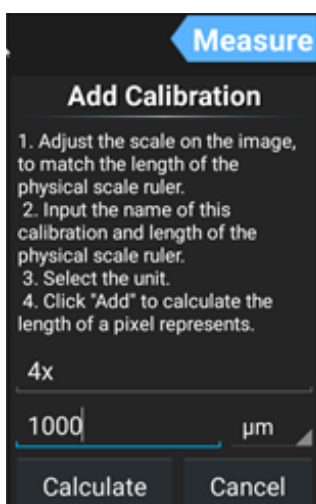 Measure
Add Calibration
1. Adjust the scale on the image,
to match the length of the
physical scale ruler.
2. Input the name of this
calibration and length of the
physical scale ruler.
3. Select the unit.
4. Click "Add" to calculate the
length of a pixel represents.
4x
1000 µm
Calculate Cancel